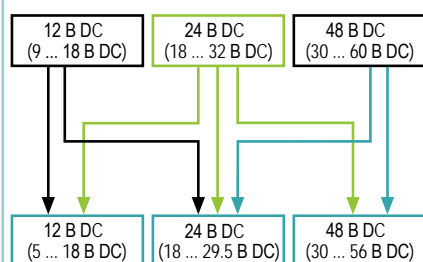 12 В DC
(9 ... 18 В DC)
24 В DC
(18 ... 32 В DC)
48 В DC
(30 ... 60 В DC)
12 В DC
(5 ... 18 В DC)
24 В DC
(18 ... 29.5 В DC)
48 В DC
(30 ... 56 В DC)